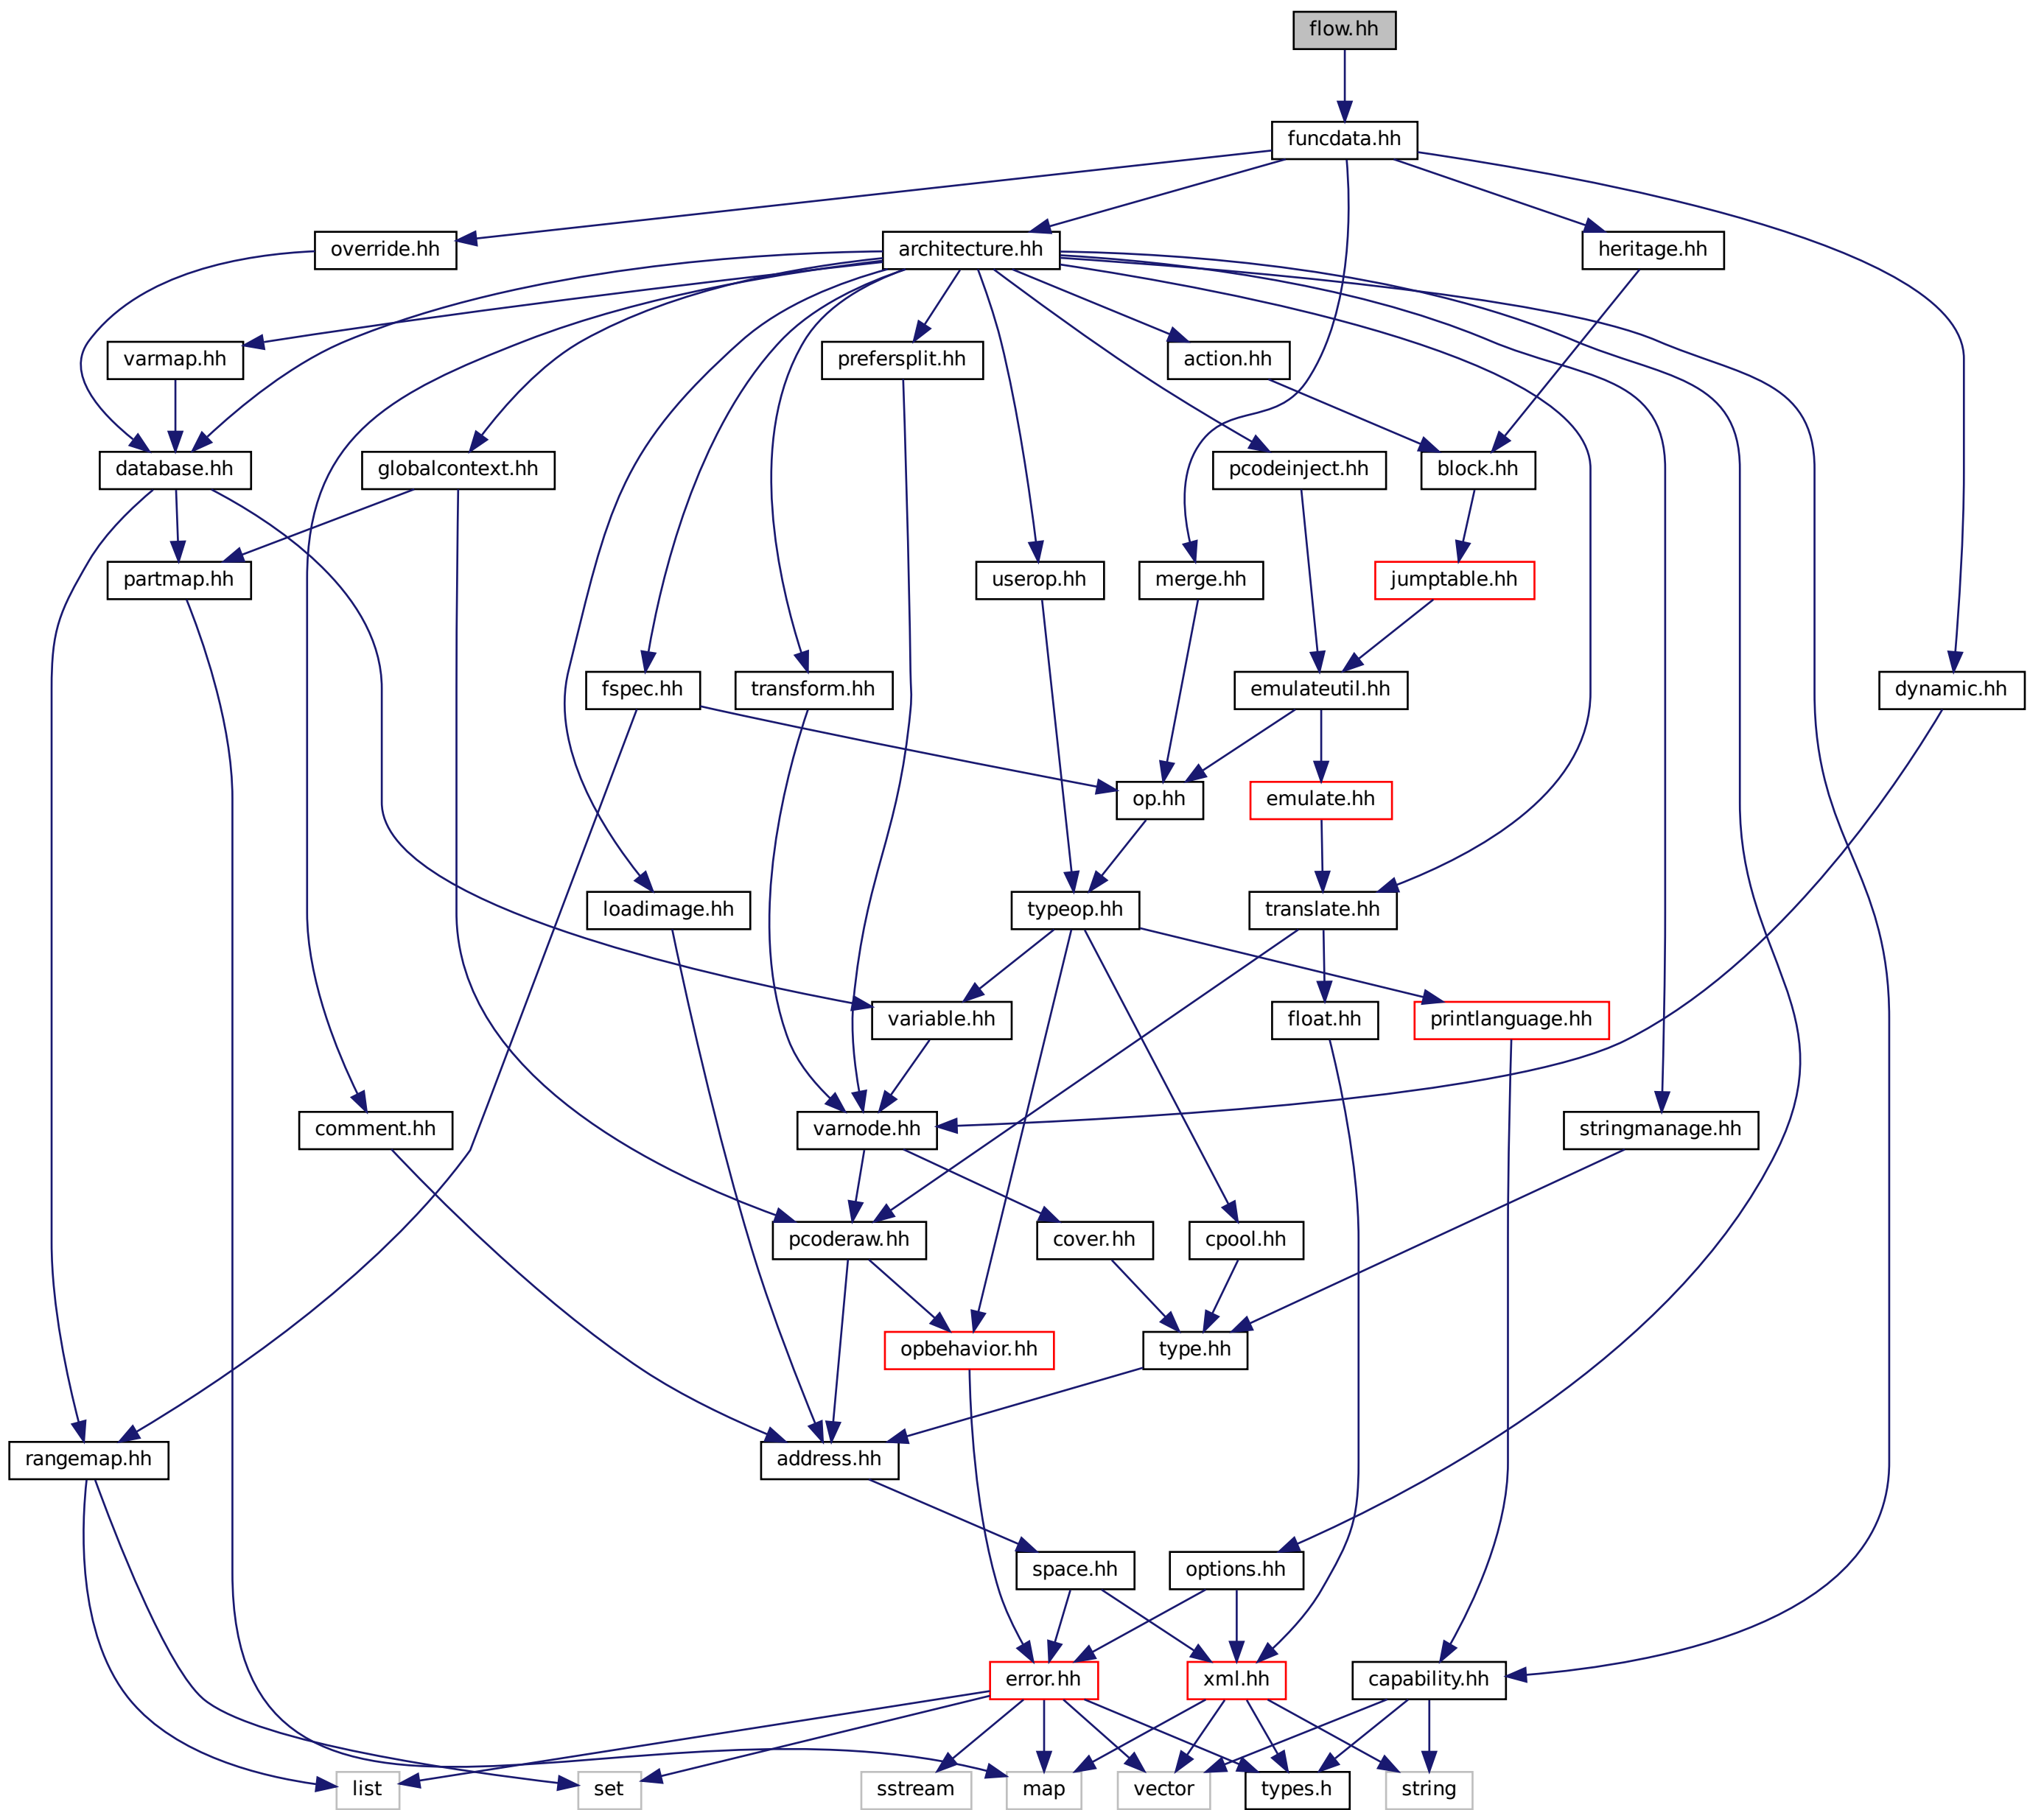 flow.hh
funcdata.hh
override.hh
architecture.hh
heritage.hh
varmap.hh
prefersplit.hh
action.hh
database.hh
globalcontext.hh
pcodeinject.hh
block.hh
partmap.hh
userop.hh
merge.hh
jumptable.hh
fspec.hh
transform.hh
emulateutil.hh
dynamic.hh
op.hh
emulate.hh
loadimage.hh
typeop.hh
translate.hh
variable.hh
float.hh
printlanguage.hh
comment.hh
varnode.hh
stringmanage.hh
pcoderaw.hh
cover.hh
cpool.hh
opbehavior.hh
type.hh
rangemap.hh
address.hh
space.hh
options.hh
error.hh
xml.hh
capability.hh
list
set
sstream
map
vector
types.h
string